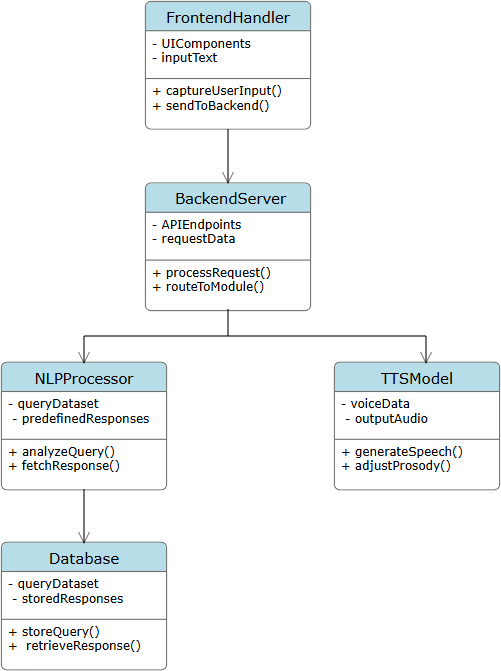 FrontendHandler
- UIComponents
- inputText
+ captureUserInput()
+ sendToBackend()
BackendServer
- APIEndpoints
- requestData
+ processRequest()
+ routeToModule()
NLPProcessor
- queryDataset
- predefinedResponses
+ analyzeQuery()
+ fetchResponse()
TTSModel
- voiceData
- outputAudio
+ generateSpeech()
+ adjustProsody()
Database
- queryDataset
- storedResponses
+ storeQuery()
+ retrieveResponse()